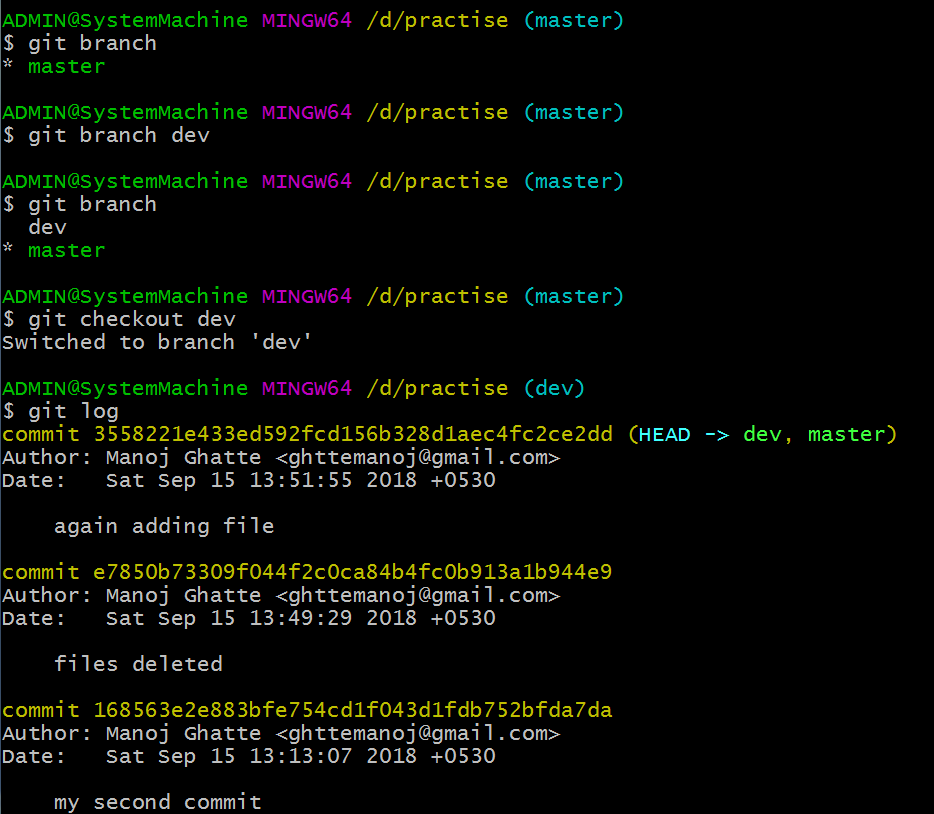 ADMIN@SystemMachine MINGW64 /d/practise (master)
$ git branch
* master
ADMIN@SystemMachine MINGW64 /d/practise (master)
$ git branch dev
ADMIN@SystemMachine MINGW64 /d/practise (master)
$ git branch
  dev
* master
ADMIN@SystemMachine MINGW64 /d/practise (master)
$ git checkout dev
Switched to branch 'dev'
ADMIN@SystemMachine MINGW64 /d/practise (dev)
$ git log
commit 3558221e433ed592fcd156b328d1aec4fc2ce2dd (HEAD -> dev, master)
Author: Manoj Ghatte <ghttemanoj@gmail.com>
Date:   Sat Sep 15 13:51:55 2018 +0530
    again adding file
commit e7850b73309f044f2c0ca84b4fc0b913a1b944e9
Author: Manoj Ghatte <ghttemanoj@gmail.com>
Date:   Sat Sep 15 13:49:29 2018 +0530
    files deleted
commit 168563e2e883bfe754cd1f043d1fdb752bfda7da
Author: Manoj Ghatte <ghttemanoj@gmail.com>
Date:   Sat Sep 15 13:13:07 2018 +0530
    my second commit